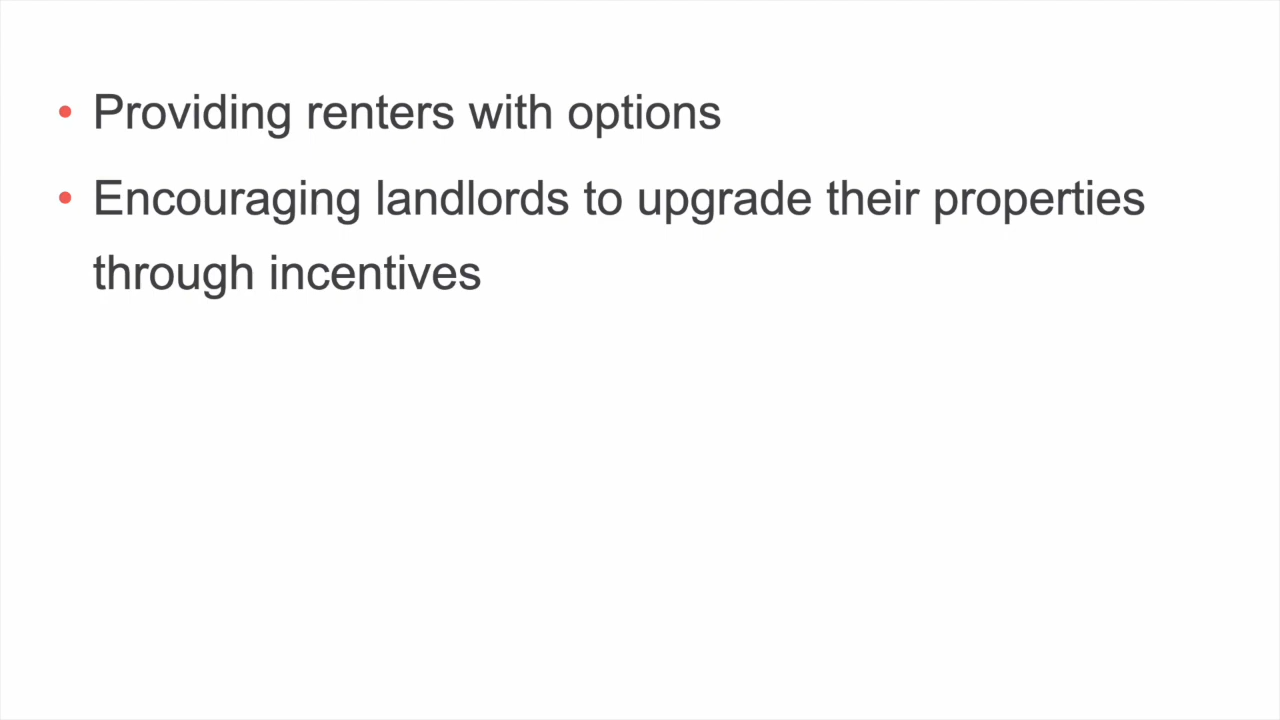 • Providing renters with options
• Encouraging landlords to upgrade their properties
through incentives